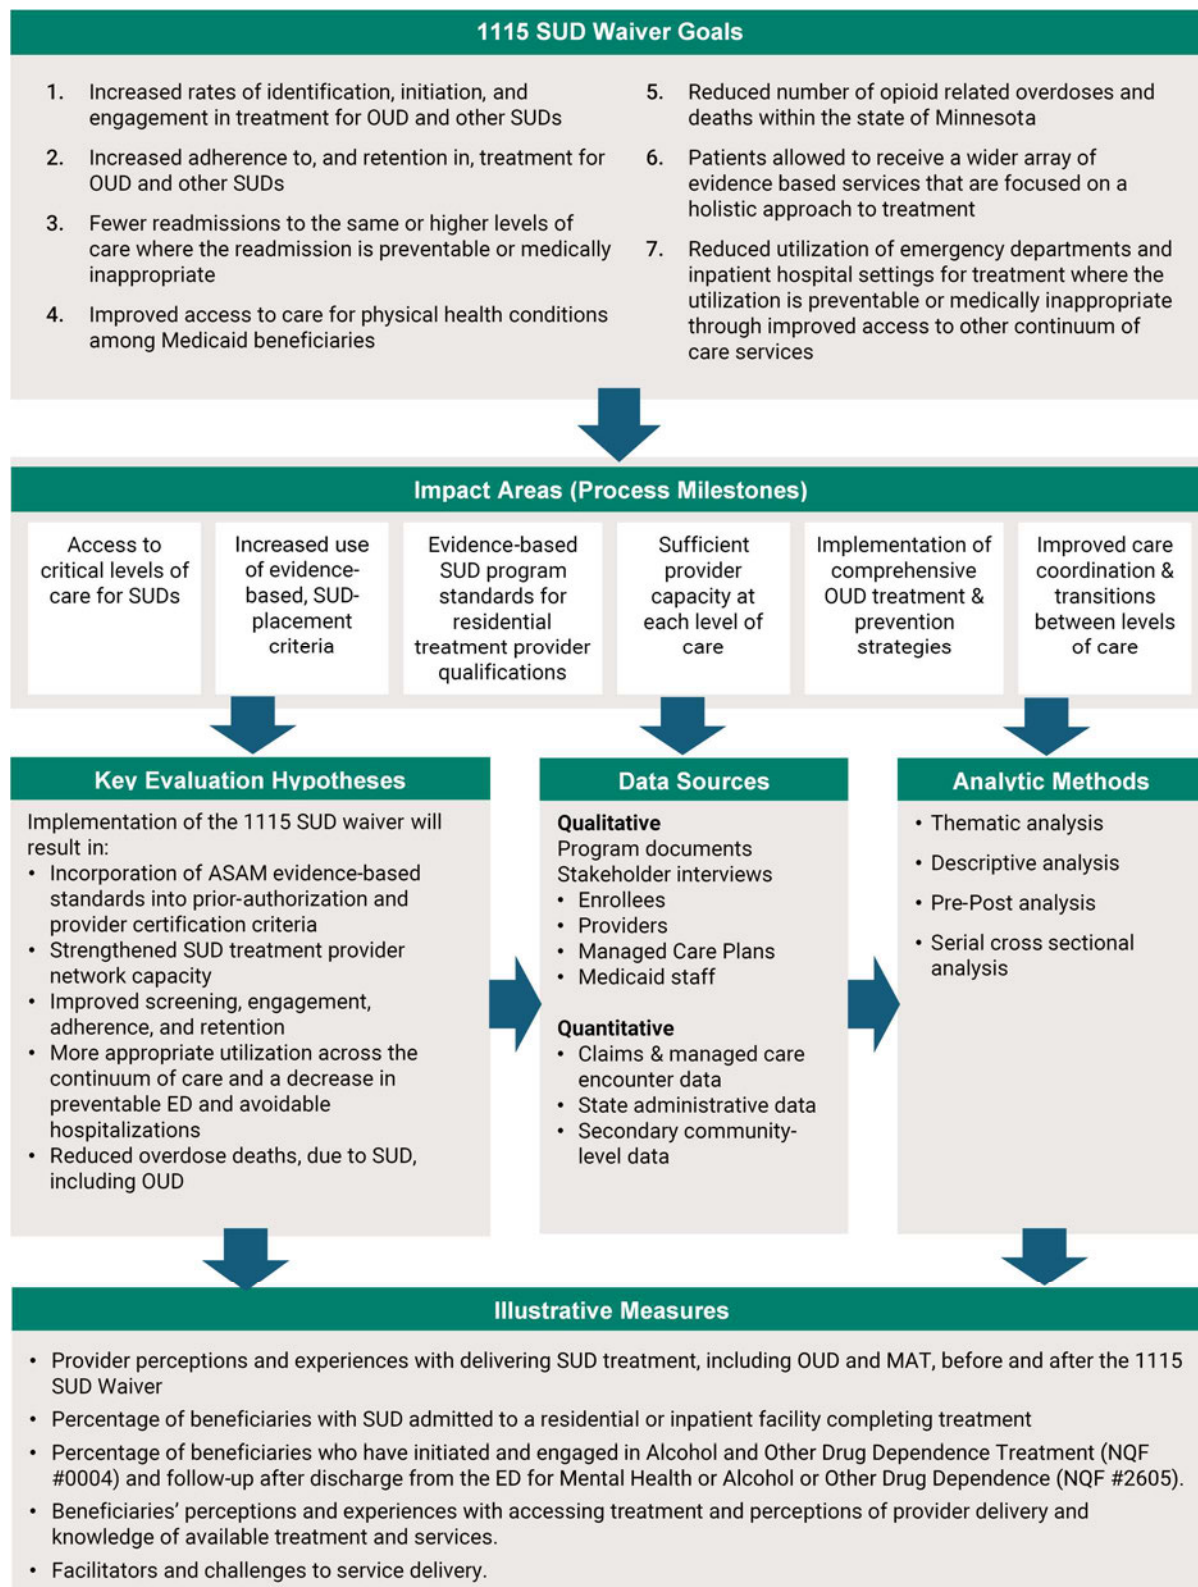 1115 SUD Waiver Goals
1. Increased rates of identification, initiation, and
engagement in treatment for OUD and other SUDs
2. Increased adherence to, and retention in, treatment for
OUD and other SUDs
3. Fewer readmissions to the same or higher levels of
care where the readmission is preventable or medically
inappropriate
4. Improved access to care for physical health conditions
among Medicaid beneficiaries
5. Reduced number of opioid related overdoses and
deaths within the state of Minnesota
6. Patients allowed to receive a wider array of
evidence based services that are focused on a
holistic approach to treatment
7. Reduced utilization of emergency departments and
inpatient hospital settings for treatment where the
utilization is preventable or medically inappropriate
through improved access to other continuum of
care services
Impact Areas (Process Milestones)
Access to
critical levels of
care for SUDs
Increased use
of evidence-
based, SUD-
placement
criteria
Evidence-based
SUD program
standards for
residential
treatment provider
qualifications
Sufficient
provider
capacity at
each level of
care
Implementation of
comprehensive
OUD treatment &
prevention
strategies
Improved care
coordination &
transitions
between levels
of care
Key Evaluation Hypotheses
Implementation of the 1115 SUD waiver will
result in:
• Incorporation of ASAM evidence-based
standards into prior-authorization and
provider certification criteria
• Strengthened SUD treatment provider
network capacity
• Improved screening, engagement,
adherence, and retention
• More appropriate utilization across the
continuum of care and a decrease in
preventable ED and avoidable
hospitalizations
• Reduced overdose deaths, due to SUD,
including OUD
Data Sources
Qualitative
Program documents
Stakeholder interviews
• Enrollees
• Providers
• Managed Care Plans
• Medicaid staff
Quantitative
• Claims & managed care
encounter data
• State administrative data
• Secondary community-
level data
Analytic Methods
• Thematic analysis
• Descriptive analysis
• Pre-Post analysis
• Serial cross sectional
analysis
Illustrative Measures
• Provider perceptions and experiences with delivering SUD treatment, including OUD and MAT, before and after the 1115
SUD Waiver
• Percentage of beneficiaries with SUD admitted to a residential or inpatient facility completing treatment
• Percentage of beneficiaries who have initiated and engaged in Alcohol and Other Drug Dependence Treatment (NQF
#0004) and follow-up after discharge from the ED for Mental Health or Alcohol or Other Drug Dependence (NQF #2605).
• Beneficiaries’ perceptions and experiences with accessing treatment and perceptions of provider delivery and
knowledge of available treatment and services.
• Facilitators and challenges to service delivery.